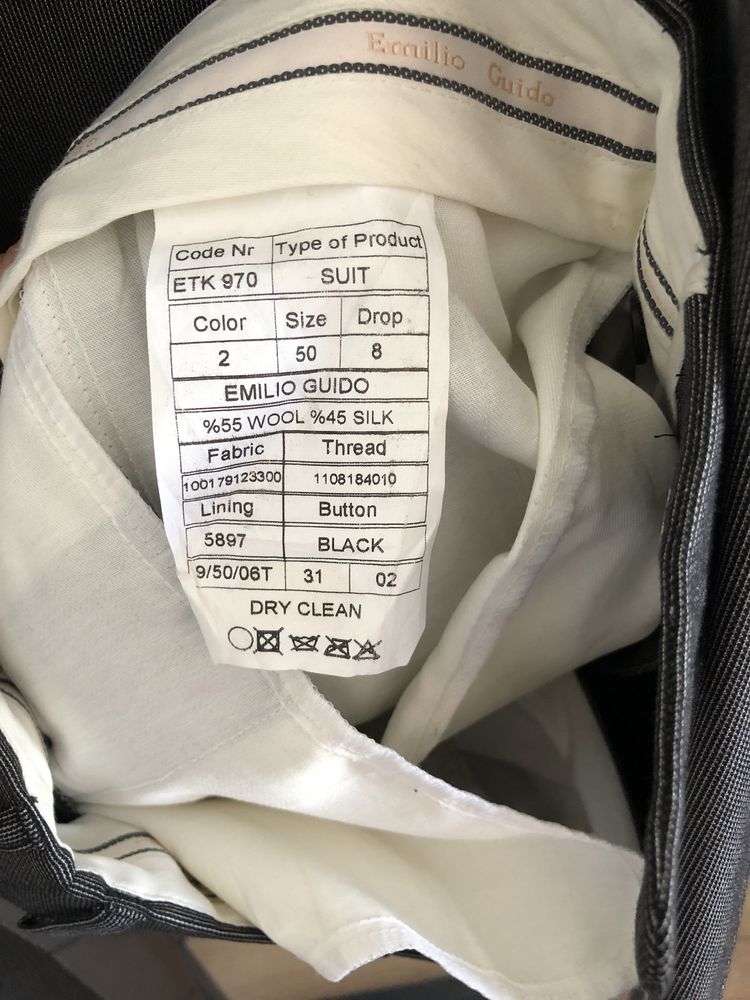 Emilio Guido
Code Nr Type of Product
ETK 970 SUIT
Color Size Drop
2 50 8
EMILIO GUIDO
%55 WOOL %45 SILK
Fabric Thread
100179123300 1108184010
Lining Button
5897 BLACK
9/50/06T 31 02
DRY CLEAN